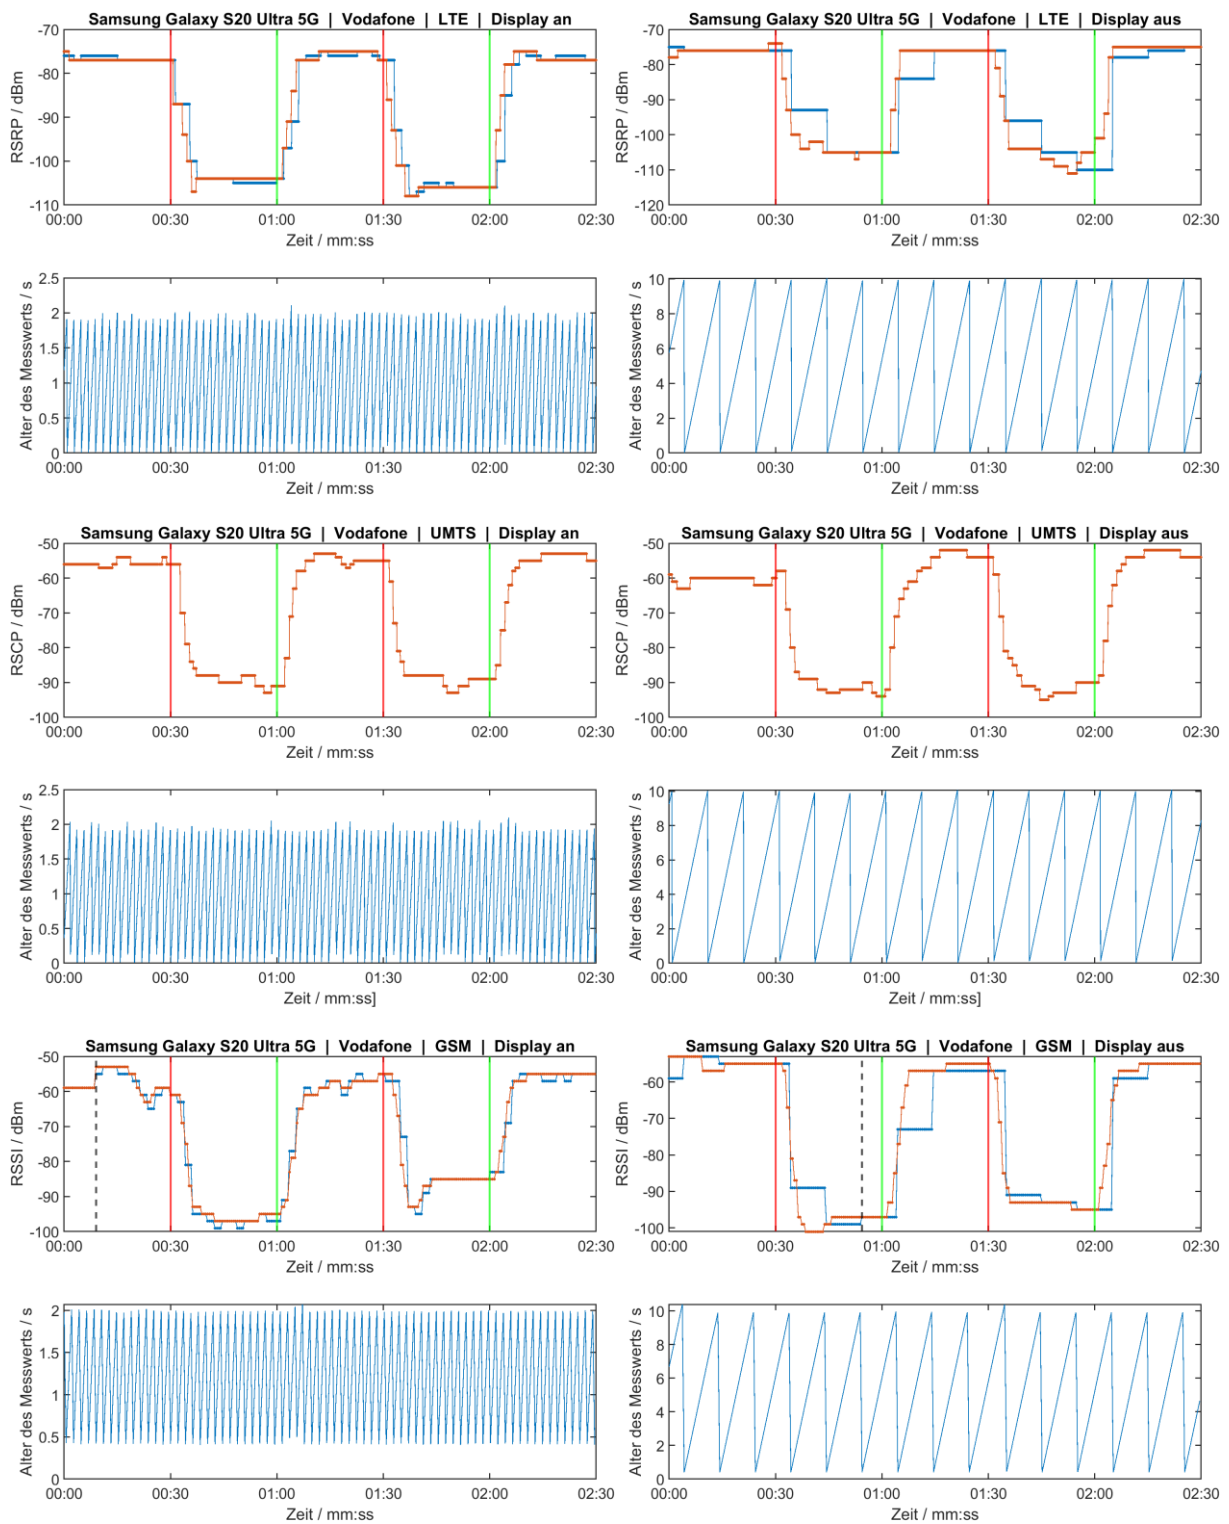 Samsung Galaxy S20 Ultra 5G | Vodafone | LTE | Display an
-70
-80
-90
-100
-110
RSRP / dBm
00:00 00:30 01:00 01:30 02:00 02:30
Zeit / mm:ss
Samsung Galaxy S20 Ultra 5G | Vodafone | LTE | Display aus
-70
-80
-90
-100
-110
-120
RSRP / dBm
00:00 00:30 01:00 01:30 02:00 02:30
Zeit / mm:ss
2.5
2
1.5
1
0.5
0
Alter des Messwerts / s
00:00 00:30 01:00 01:30 02:00 02:30
Zeit / mm:ss
10
8
6
4
2
0
Alter des Messwerts / s
00:00 00:30 01:00 01:30 02:00 02:30
Zeit / mm:ss
Samsung Galaxy S20 Ultra 5G | Vodafone | UMTS | Display an
-50
-60
-70
-80
-90
-100
RSCP / dBm
00:00 00:30 01:00 01:30 02:00 02:30
Zeit / mm:ss
Samsung Galaxy S20 Ultra 5G | Vodafone | UMTS | Display aus
-50
-60
-70
-80
-90
-100
RSCP / dBm
00:00 00:30 01:00 01:30 02:00 02:30
Zeit / mm:ss
2.5
2
1.5
1
0.5
0
Alter des Messwerts / s
00:00 00:30 01:00 01:30 02:00 02:30
Zeit / mm:ss]
10
8
6
4
2
0
Alter des Messwerts / s
00:00 00:30 01:00 01:30 02:00 02:30
Zeit / mm:ss]
Samsung Galaxy S20 Ultra 5G | Vodafone | GSM | Display an
-50
-60
-70
-80
-90
-100
RSSI / dBm
00:00 00:30 01:00 01:30 02:00 02:30
Zeit / mm:ss
Samsung Galaxy S20 Ultra 5G | Vodafone | GSM | Display aus
-60
-70
-80
-90
-100
RSSI / dBm
00:00 00:30 01:00 01:30 02:00 02:30
Zeit / mm:ss
2
1.5
1
0.5
0
Alter des Messwerts / s
00:00 00:30 01:00 01:30 02:00 02:30
Zeit / mm:ss
10
8
6
4
2
0
Alter des Messwerts / s
00:00 00:30 01:00 01:30 02:00 02:30
Zeit / mm:ss